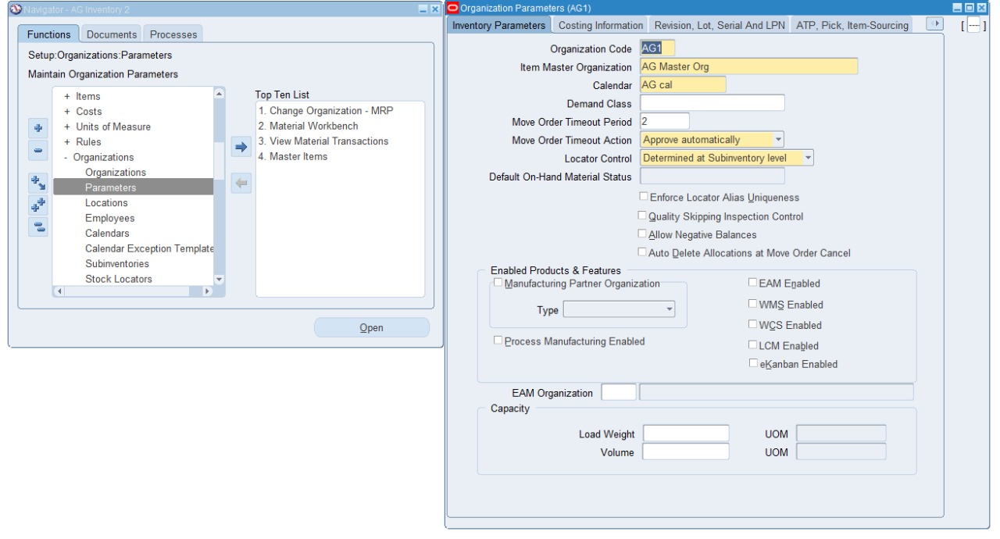 Navigator - AG Inventory 2
Functions Documents Processes
Setup:Organizations:Parameters
Maintain Organization Parameters
+ Items
+ Costs
+ Units of Measure
+ Rules
- Organizations
Organizations
Parameters
Locations
Employees
Calendars
Calendar Exception Template
Subinventories
Stock Locators
Top Ten List
1. Change Organization - MRP
2. Material Workbench
3. View Material Transactions
4. Master Items
Open
Organization Parameters (AG1)
Inventory Parameters Costing Information Revision, Lot, Serial And LPN ATP, Pick, Item-Sourcing
Organization Code AG1
Item Master Organization AG Master Org
Calendar AG cal
Demand Class
Move Order Timeout Period 2
Move Order Timeout Action Approve automatically
Locator Control Determined at Subinventory level
Default On-Hand Material Status
Enforce Locator Alias Uniqueness
Quality Skipping Inspection Control
Allow Negative Balances
Auto Delete Allocations at Move Order Cancel
Enabled Products & Features
Manufacturing Partner Organization EAM Enabled
Type WMS Enabled
WCS Enabled
Process Manufacturing Enabled LCM Enabled
eKanban Enabled
EAM Organization
Capacity
Load Weight UOM
Volume UOM